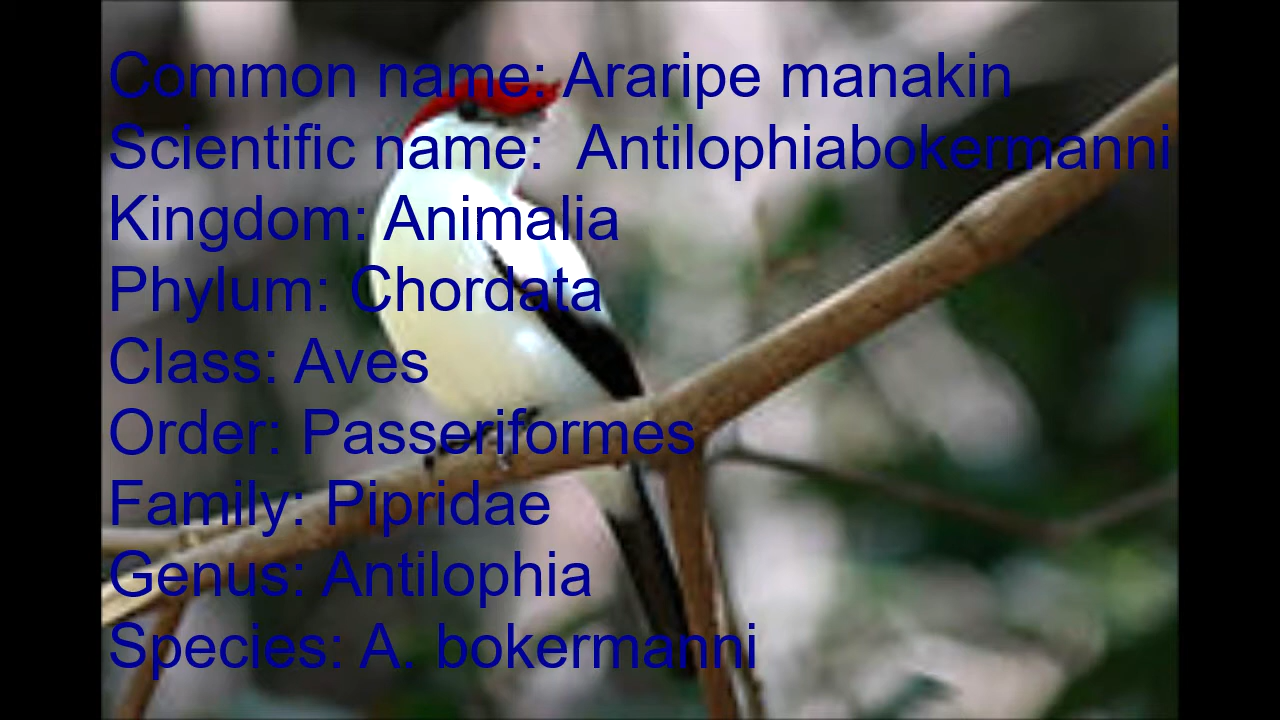 Common name: Araripe manakin
Scientific name:  Antilophiabokermanni
Kingdom: Animalia
Phylum: Chordata
Class: Aves
Order: Passeriformes
Family: Pipridae
Genus: Antilophia
Species: A. bokermanni